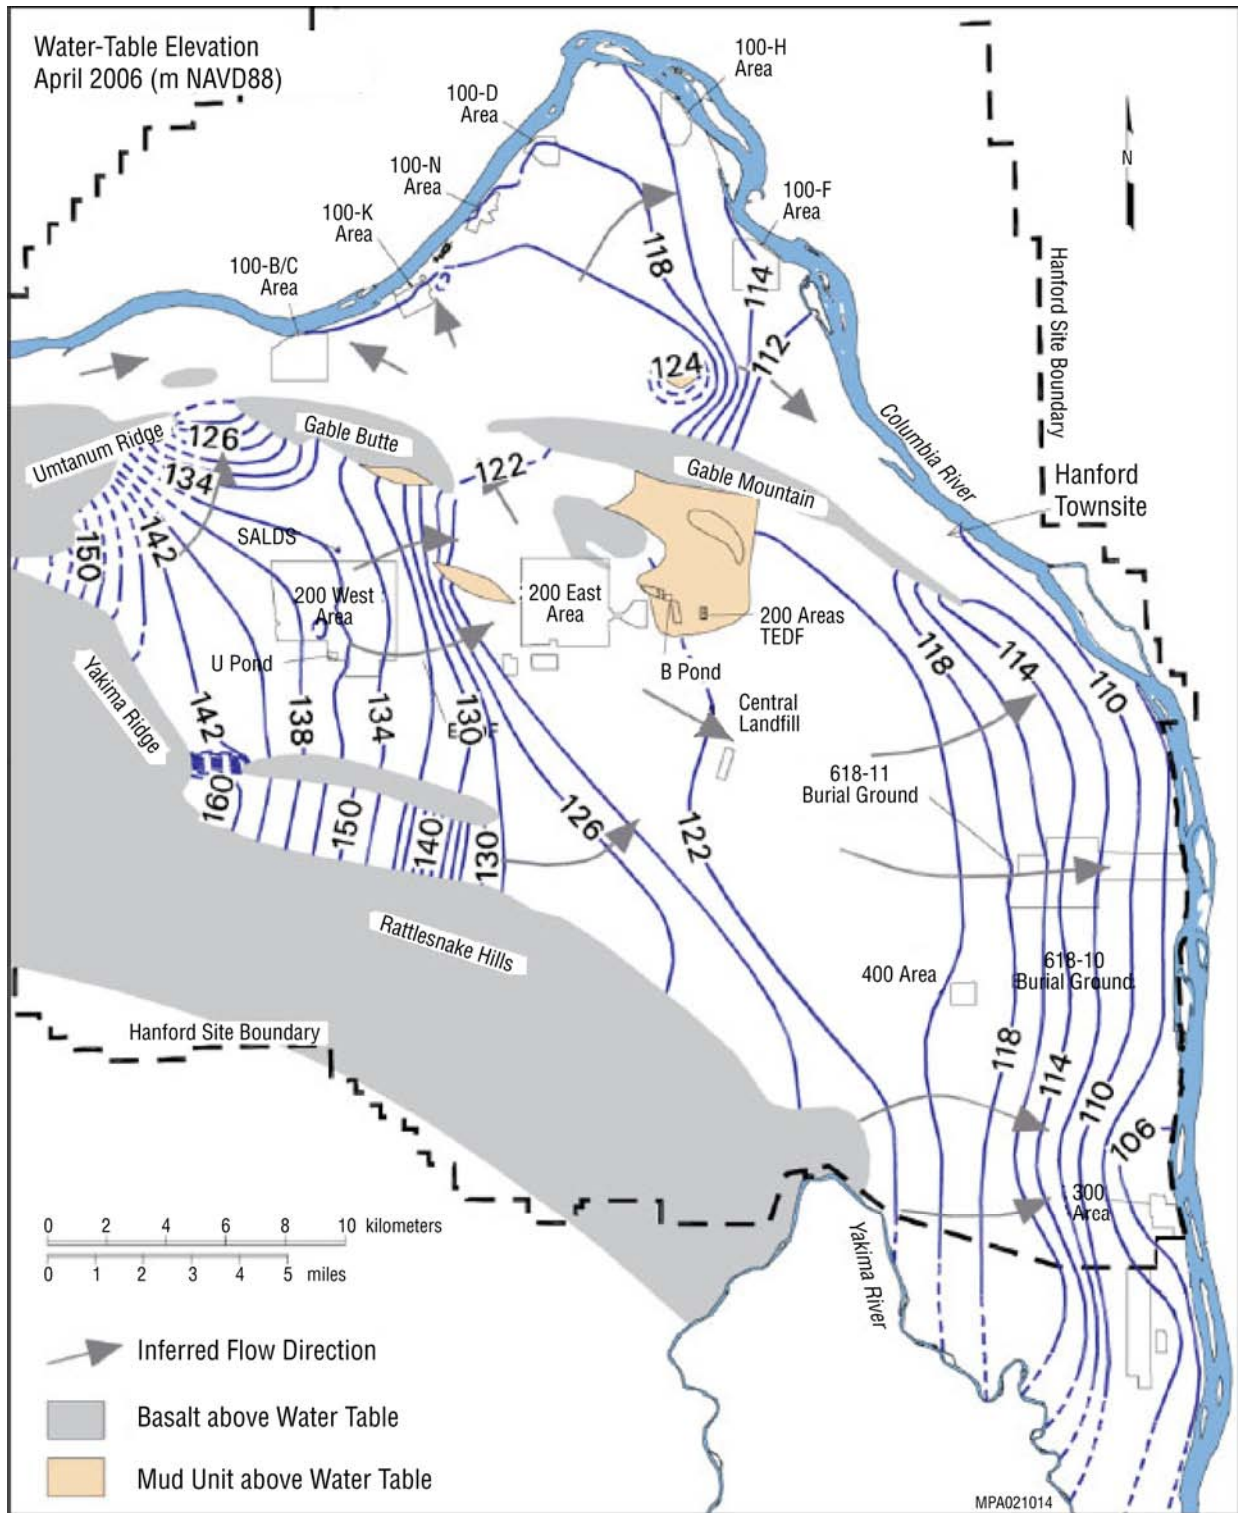 Water-Table Elevation
April 2006 (m NAVD88)
100-H
Area
100-D
Area
100-N
Area
100-F
Area
100-K
Area
100-B/C
Area
N
Hanford Site Boundary
118
114
112
124
Columbia River
Hanford
Townsite
Umtanum Ridge
126
Gable Butte
122
Gable Mountain
134
142
150
SALDS
200 West
Area
200 East
Area
200 Areas
TEDF
U Pond
B Pond
Central
Landfill
Yakima Ridge
142
138
134
130
118
114
110
160
150
140
130
126
122
618-11
Burial Ground
Rattlesnake Hills
400 Area
618-10
Burial Ground
Hanford Site Boundary
118
114
110
106
300
Area
Yakima River
0 2 4 6 8 10 kilometers
0 1 2 3 4 5 miles
Inferred Flow Direction
Basalt above Water Table
Mud Unit above Water Table
MPA021014